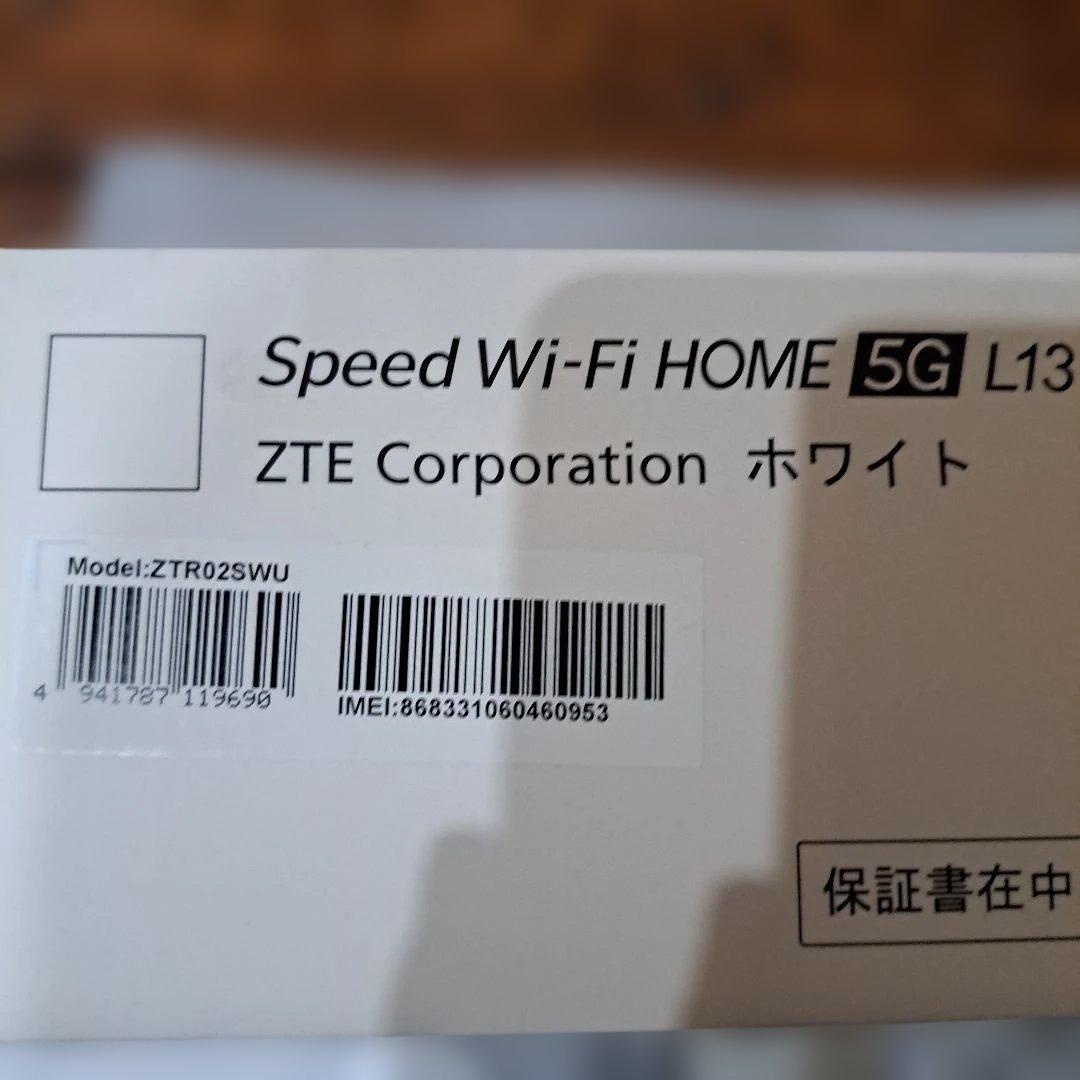 Speed Wi-Fi HOME 5G L13
ZTE Corporation ホワイト
Model:ZTR02SWU
4 941787 119690
IMEI:868331060460953
保証書在中